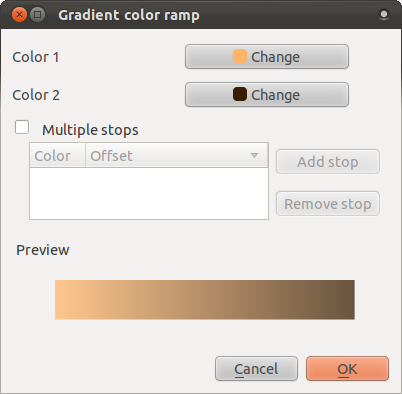 Gradient color ramp
Color 1
Change
Color 2
Change
Multiple stops
Color Offset
Add stop
Remove stop
Preview
Cancel
OK